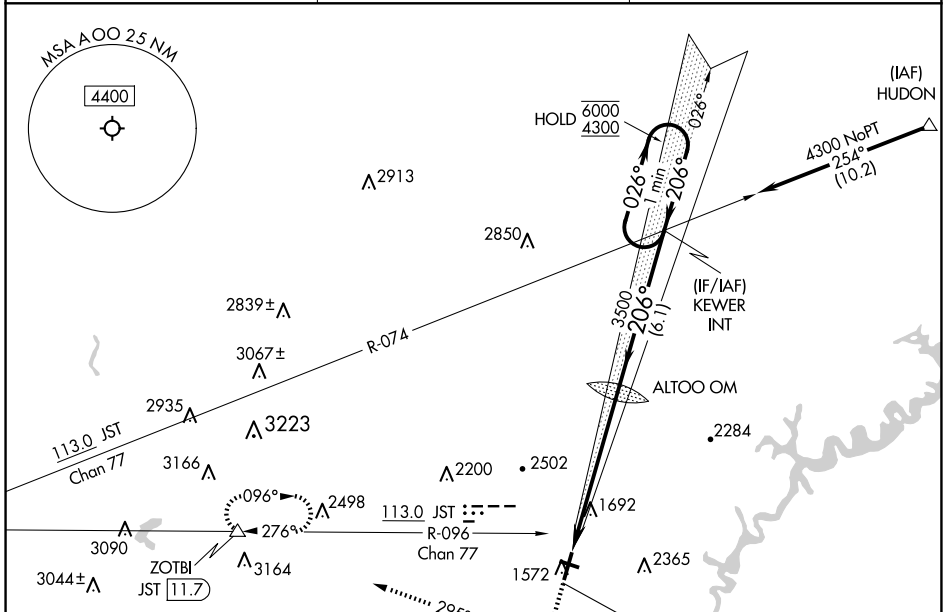 MSA AOO 25 NM
4400
(IAF)
HUDON
HOLD 6000
4300
026°
4300 NoPT
254°
(10.2)
2913
026°
1 min
206°
2850
(IF/IAF)
KEWER
INT
3500
206°
(6.1)
2839±
R-074
3067±
ALTOO OM
2935
3223
2284
113.0 JST
Chan 77
3166
2200
2502
096°
2498
113.0 JST
1692
276°
R-096
Chan 77
3090
ZOTBI
JST 11.7
3164
1572
2365
3044±
295°